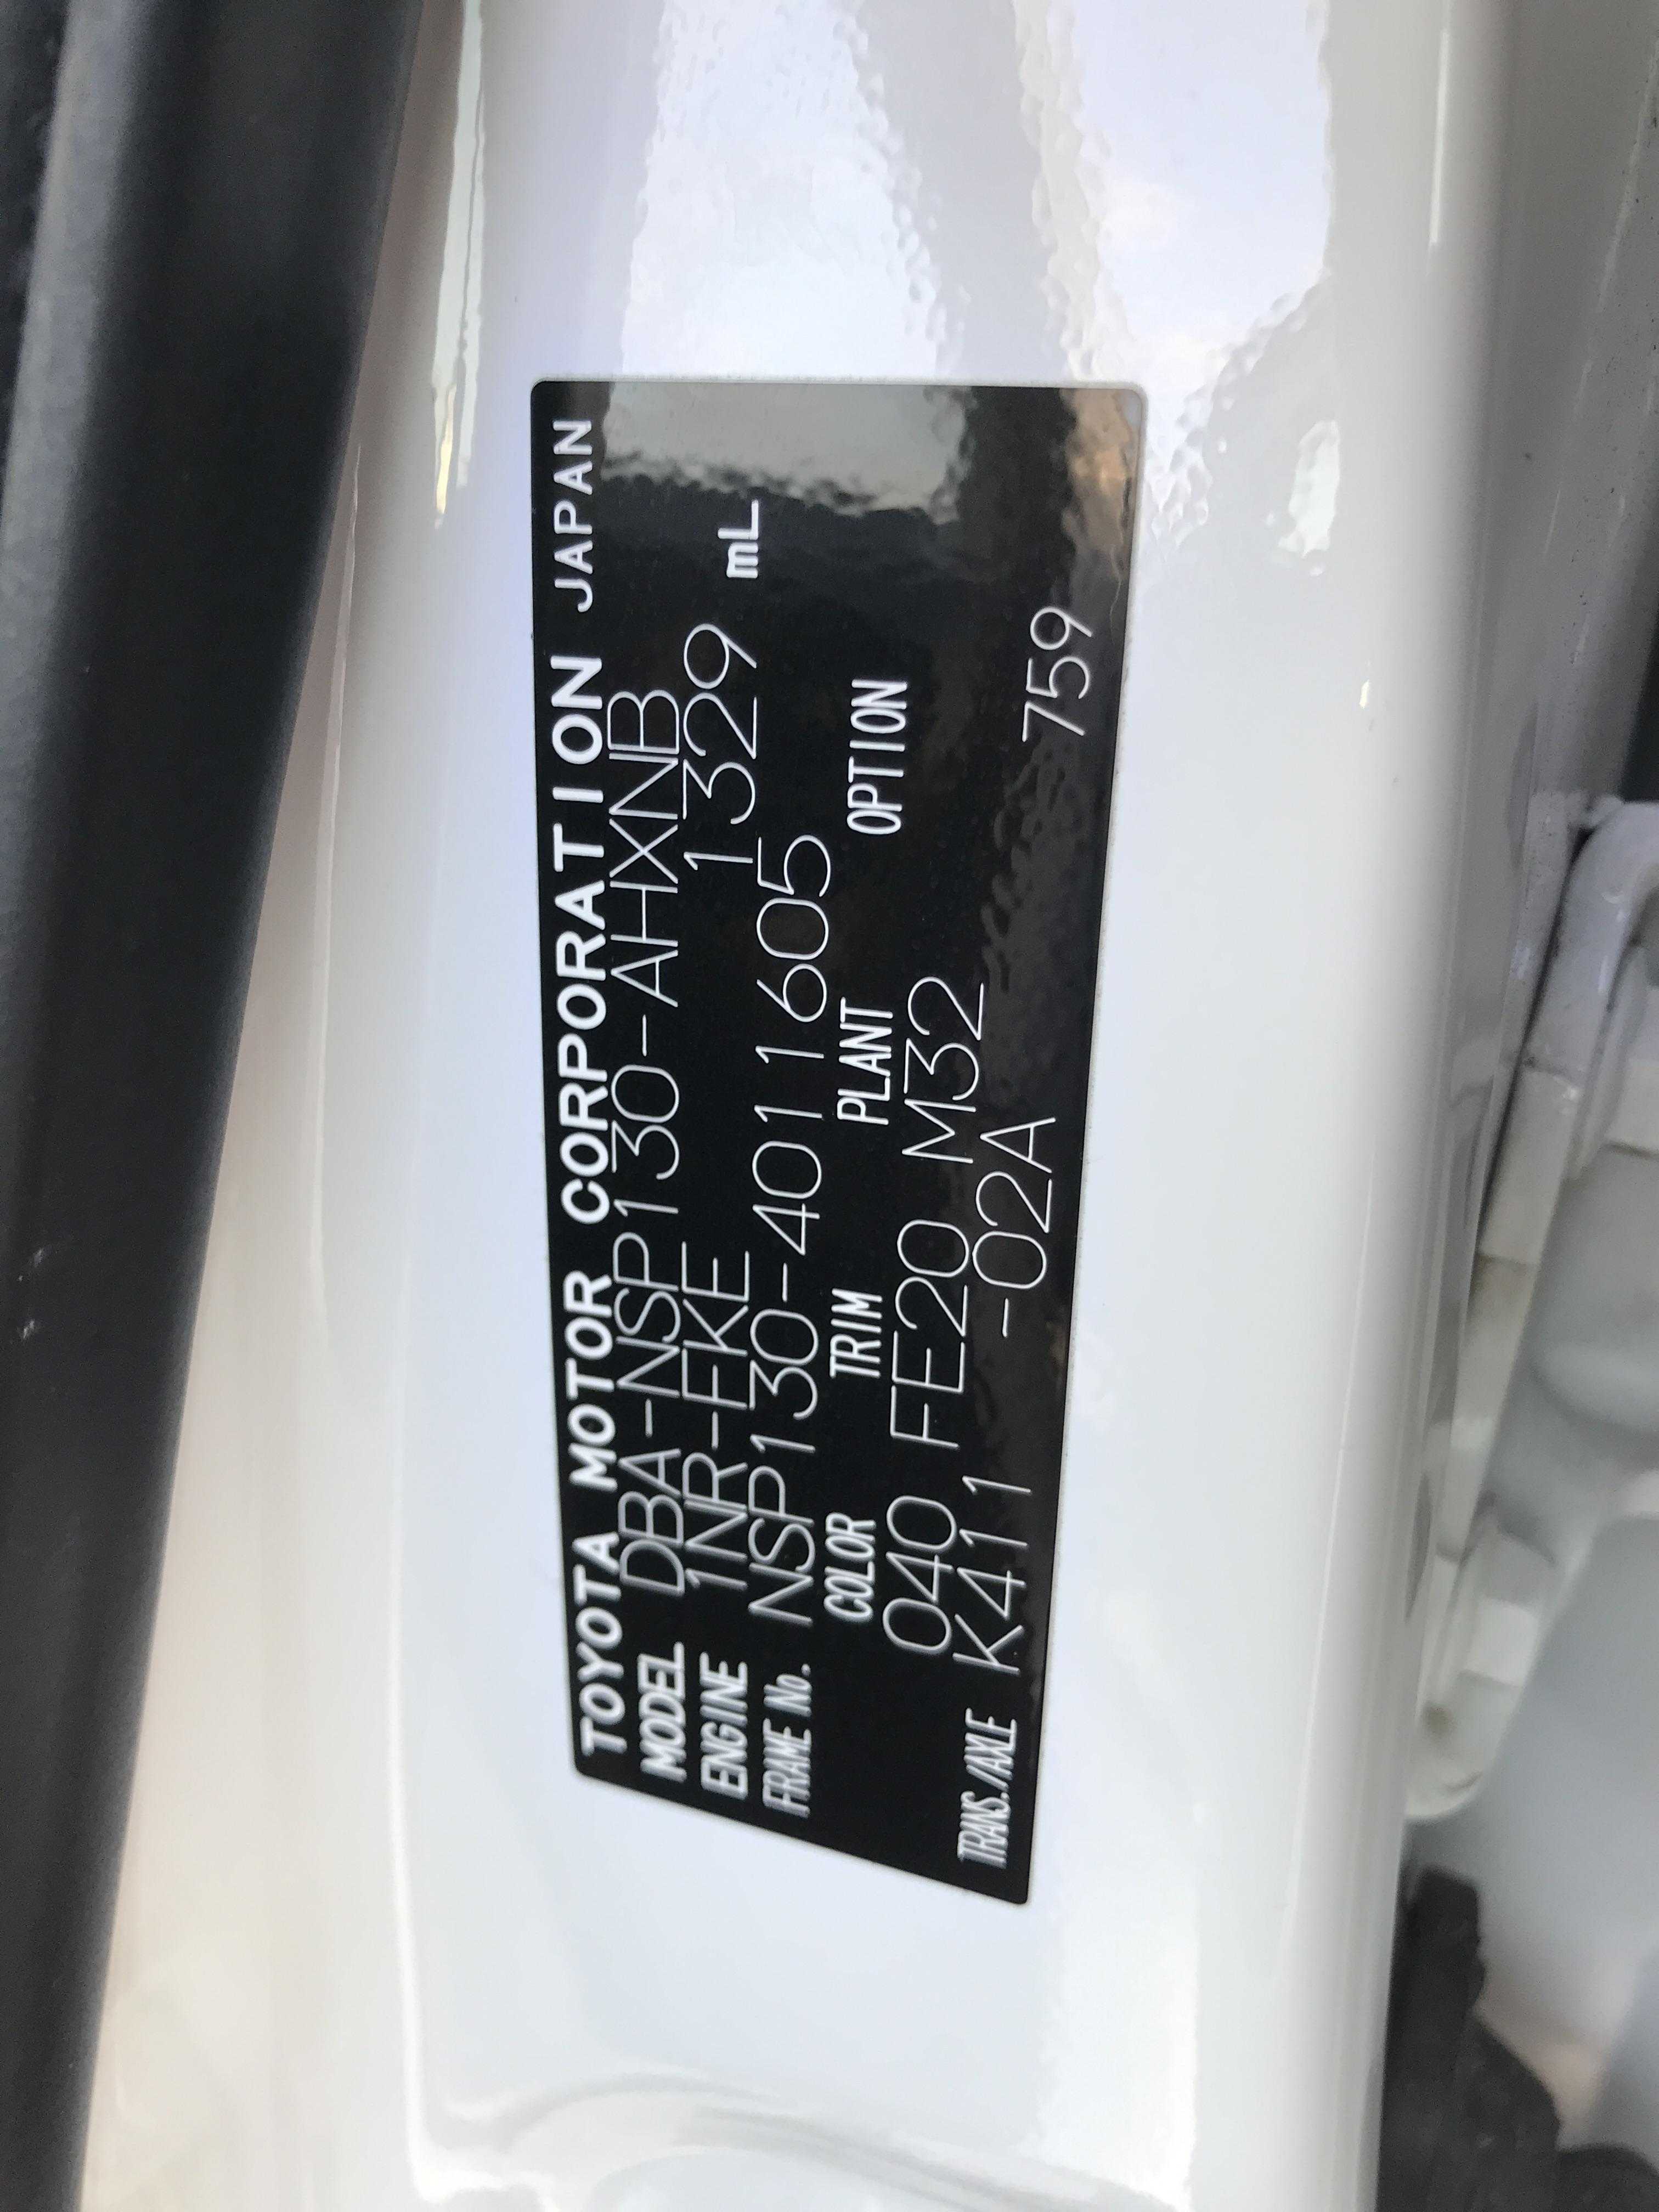 TOYOTA MOTOR CORPORATION JAPAN
MODEL DBA-NSP130-AHXNB
ENGINE 1NR-FKE 1329 mL
FRAME No. NSP130-4011605
COLOR TRIM PLANT OPTION
040 FE20 M32
TRANS./AXLE K411 -02A 759